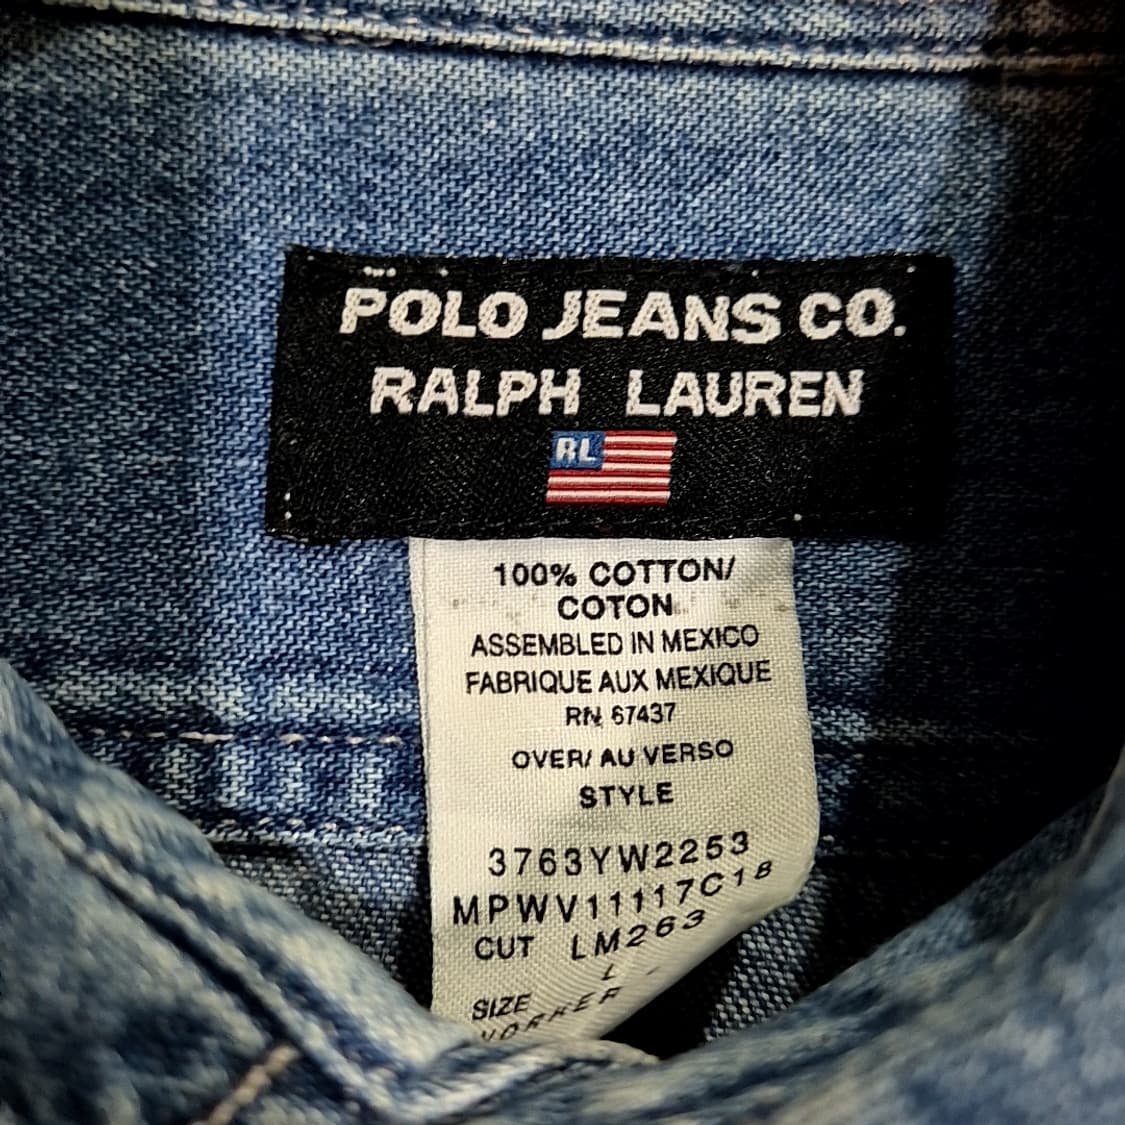 POLO JEANS CO.
RALPH LAUREN
RL
100% COTTON/
COTON
ASSEMBLED IN MEXICO
FABRIQUE AUX MEXIQUE
RN 67437
OVER/ AU VERSO
STYLE
3763YW2253
MPWV11117C18
CUT LM263
L
SIZE